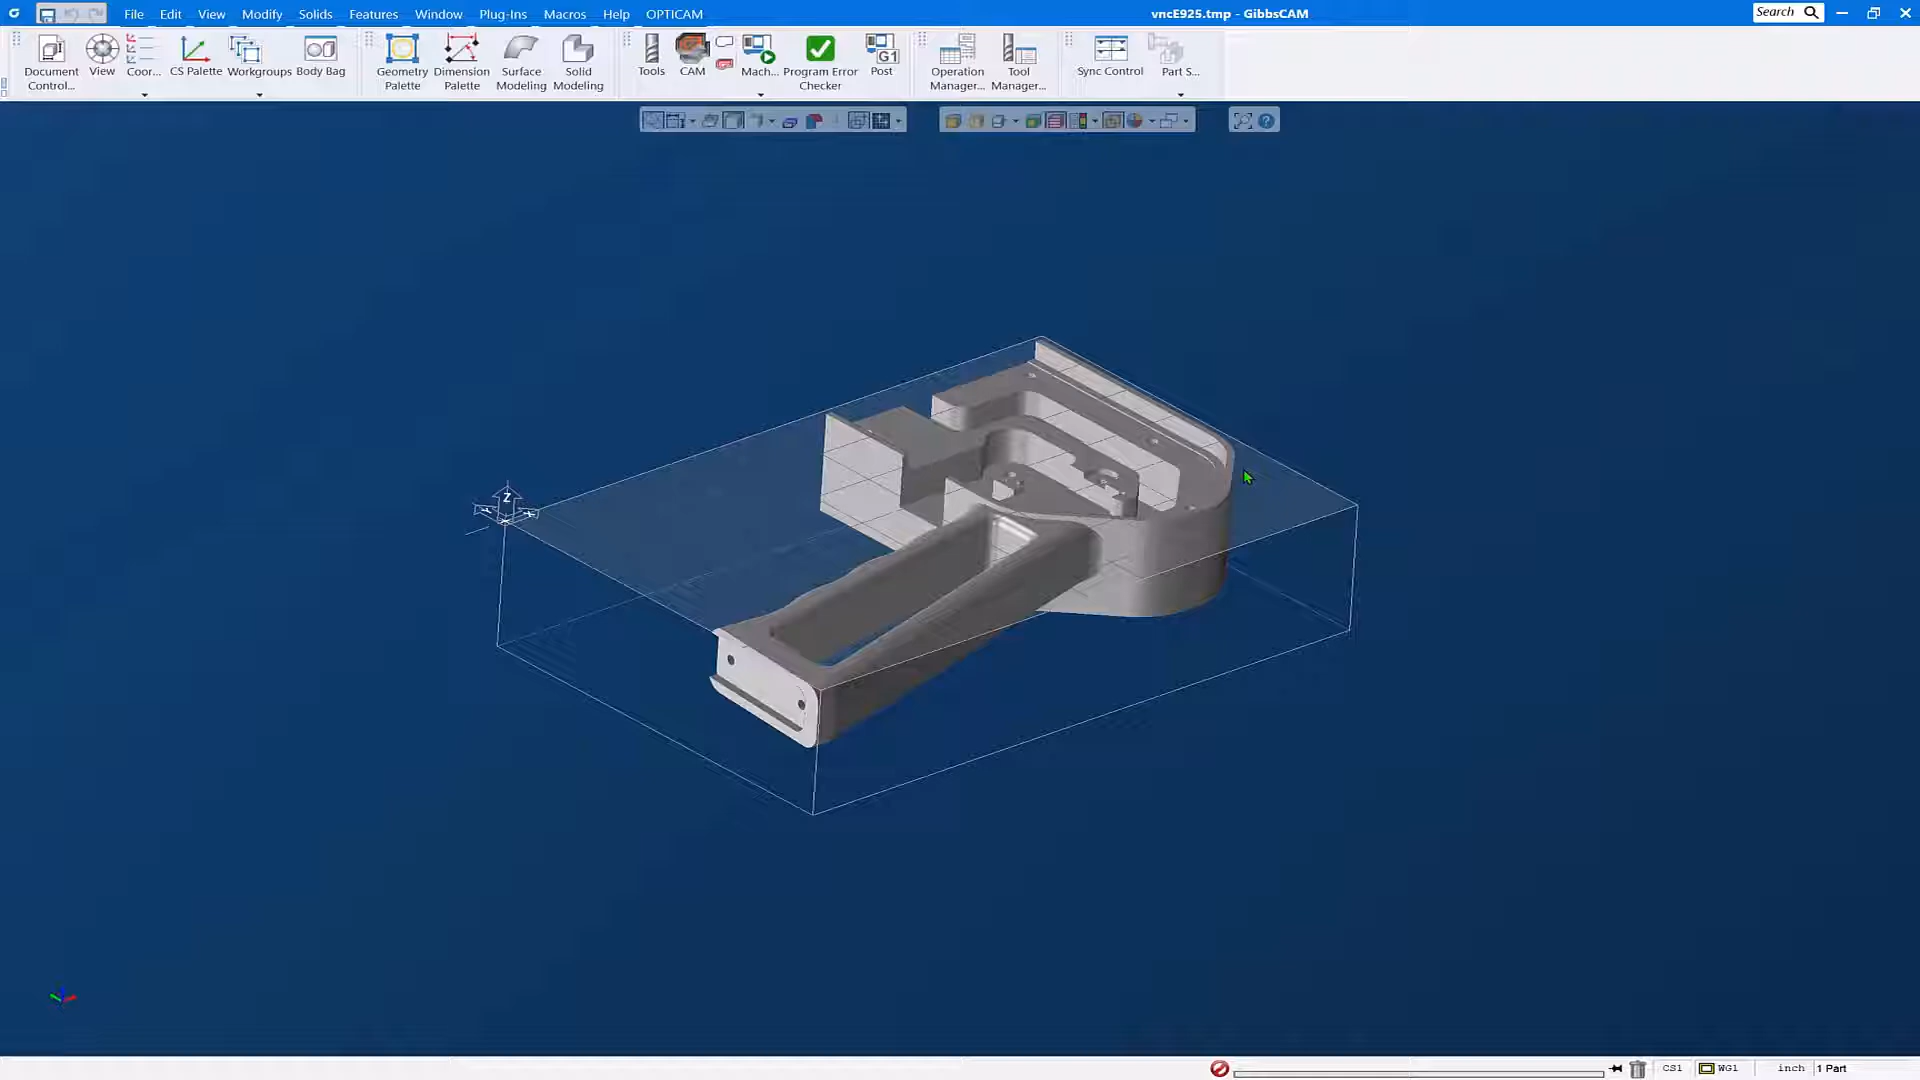 File Edit View Modify Solids Features Window Plug-Ins Macros Help OPTICAM
vncE925.tmp - GibbsCAM
Search
Document Control...
View
Coor...
CS Palette
Workgroups
Body Bag
Geometry Palette
Dimension Palette
Surface Modeling
Solid Modeling
Tools
CAM
Mach...
Program Error Checker
G1
Post
Operation Manager...
Tool Manager...
Sync Control
Part S...
Z
CS1
WG1
inch
1 Part